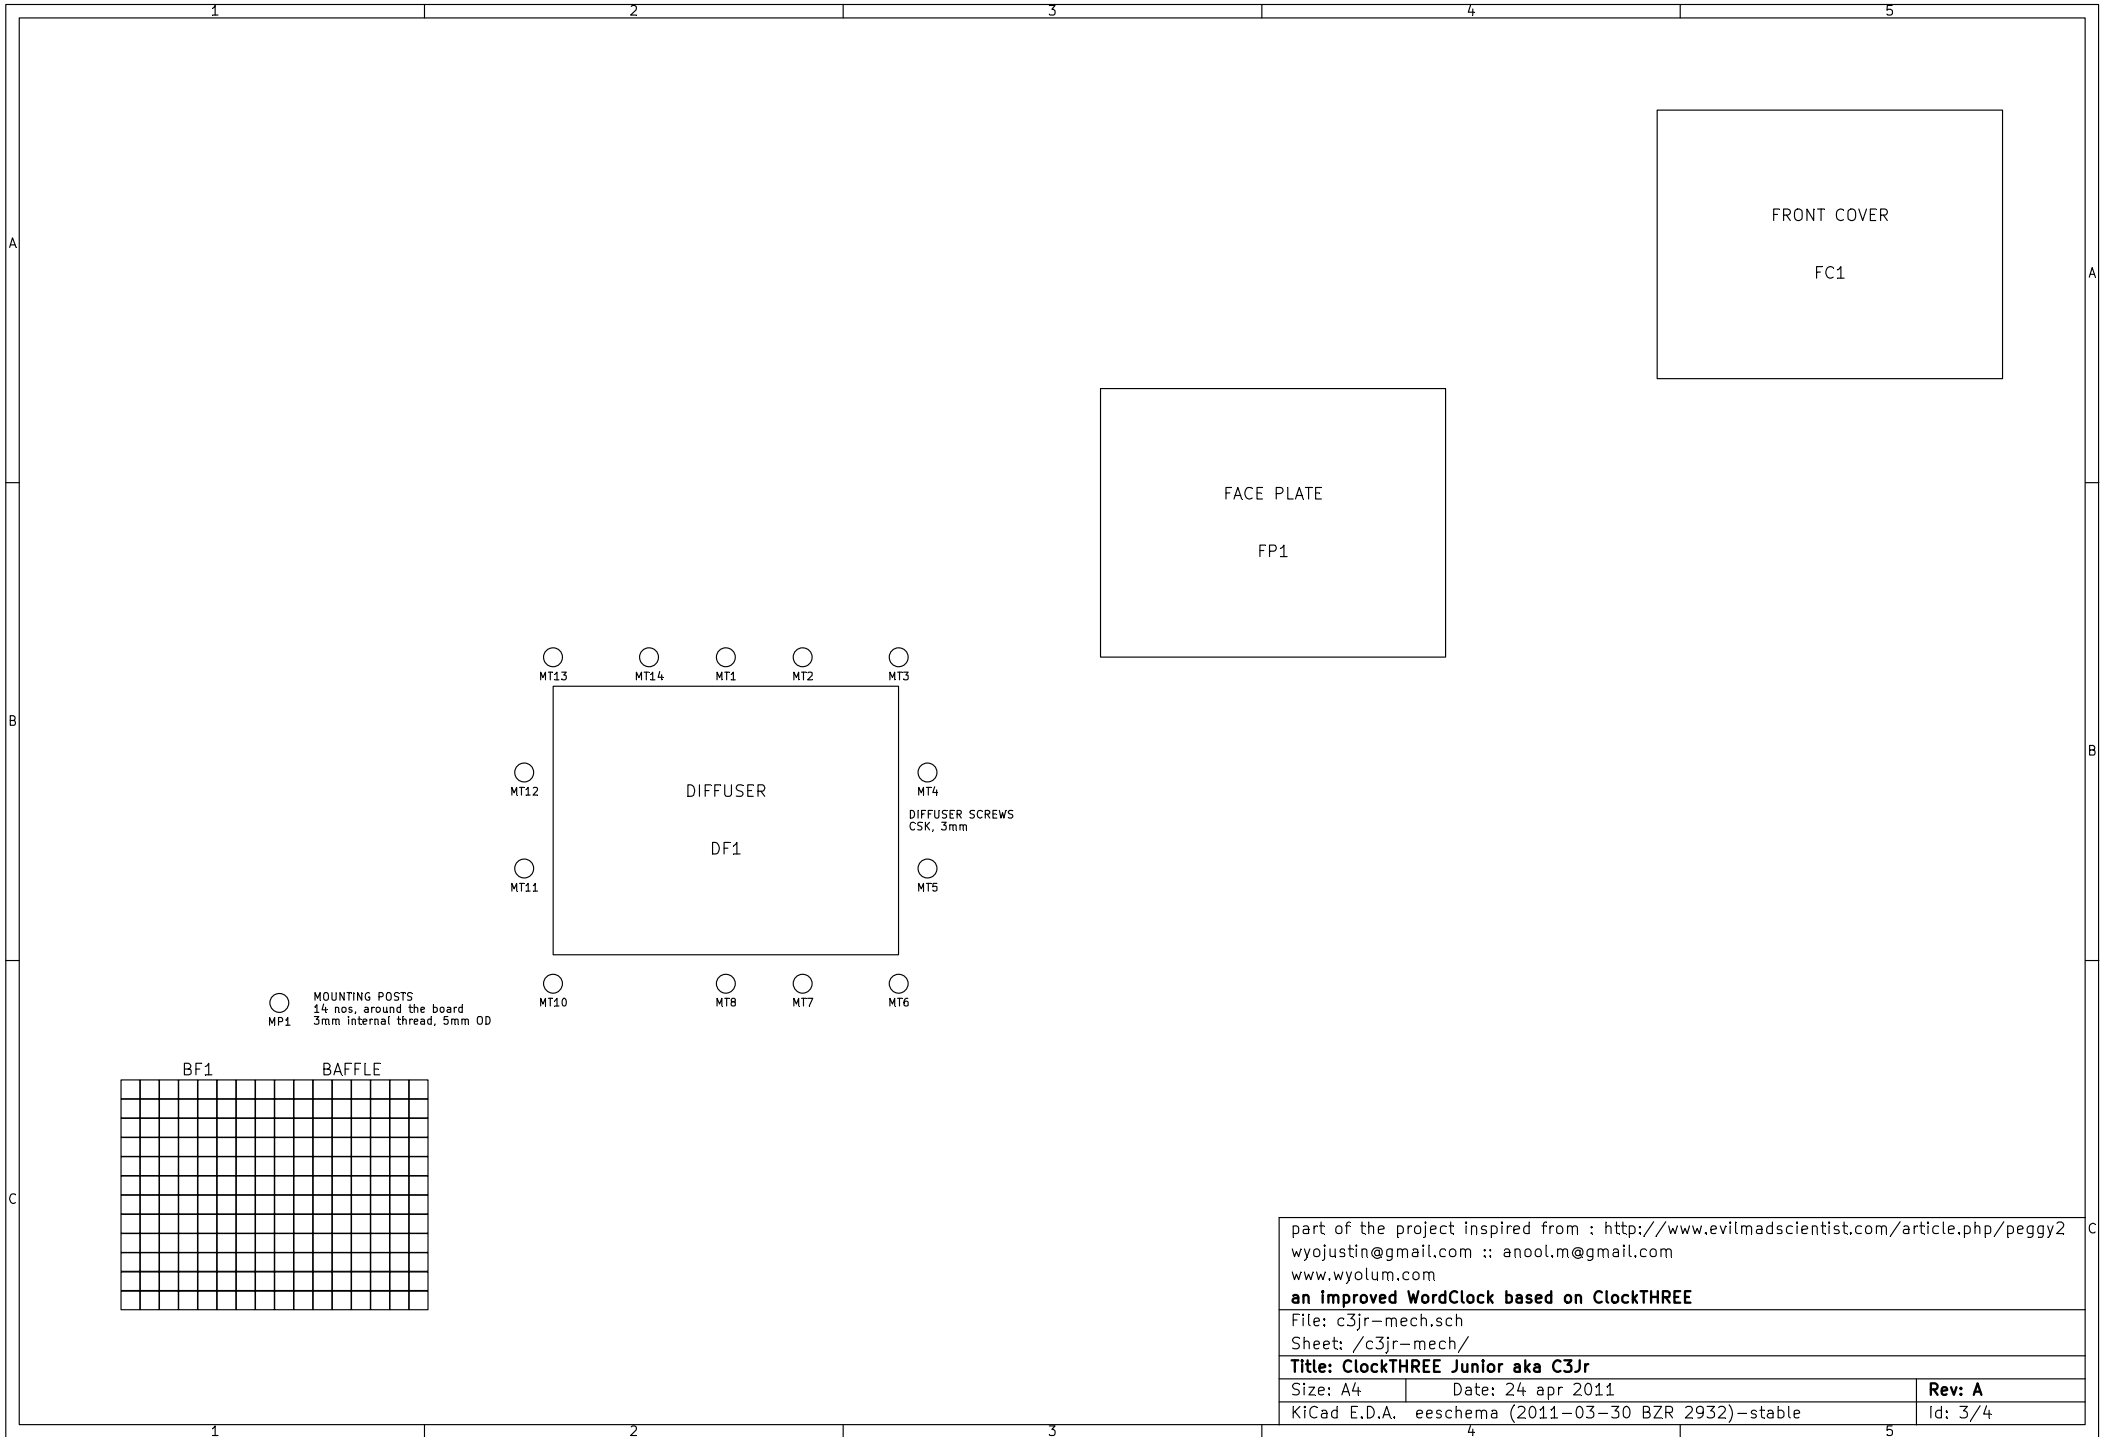 1 2 3 4 5
A
A
FRONT COVER
FC1
FACE PLATE
FP1
MT13 MT14 MT1 MT2 MT3
B
B
MT12
DIFFUSER
MT4
DIFFUSER SCREWS
CSK, 3mm
DF1
MT11
MT5
MT10 MT8 MT7 MT6
MP1
MOUNTING POSTS
14 nos, around the board
3mm internal thread, 5mm OD
BF1 BAFFLE
C
C
part of the project inspired from : http://www.evilmadscientist.com/article.php/peggy2
wyojustin@gmail.com :: anool.m@gmail.com
www.wyolum.com
an improved WordClock based on ClockTHREE
File: c3jr-mech.sch
Sheet: /c3jr-mech/
Title: ClockTHREE Junior aka C3Jr
Size: A4 Date: 24 apr 2011 Rev: A
KiCad E.D.A. eeschema (2011-03-30 BZR 2932)-stable Id: 3/4
1 2 3 4 5